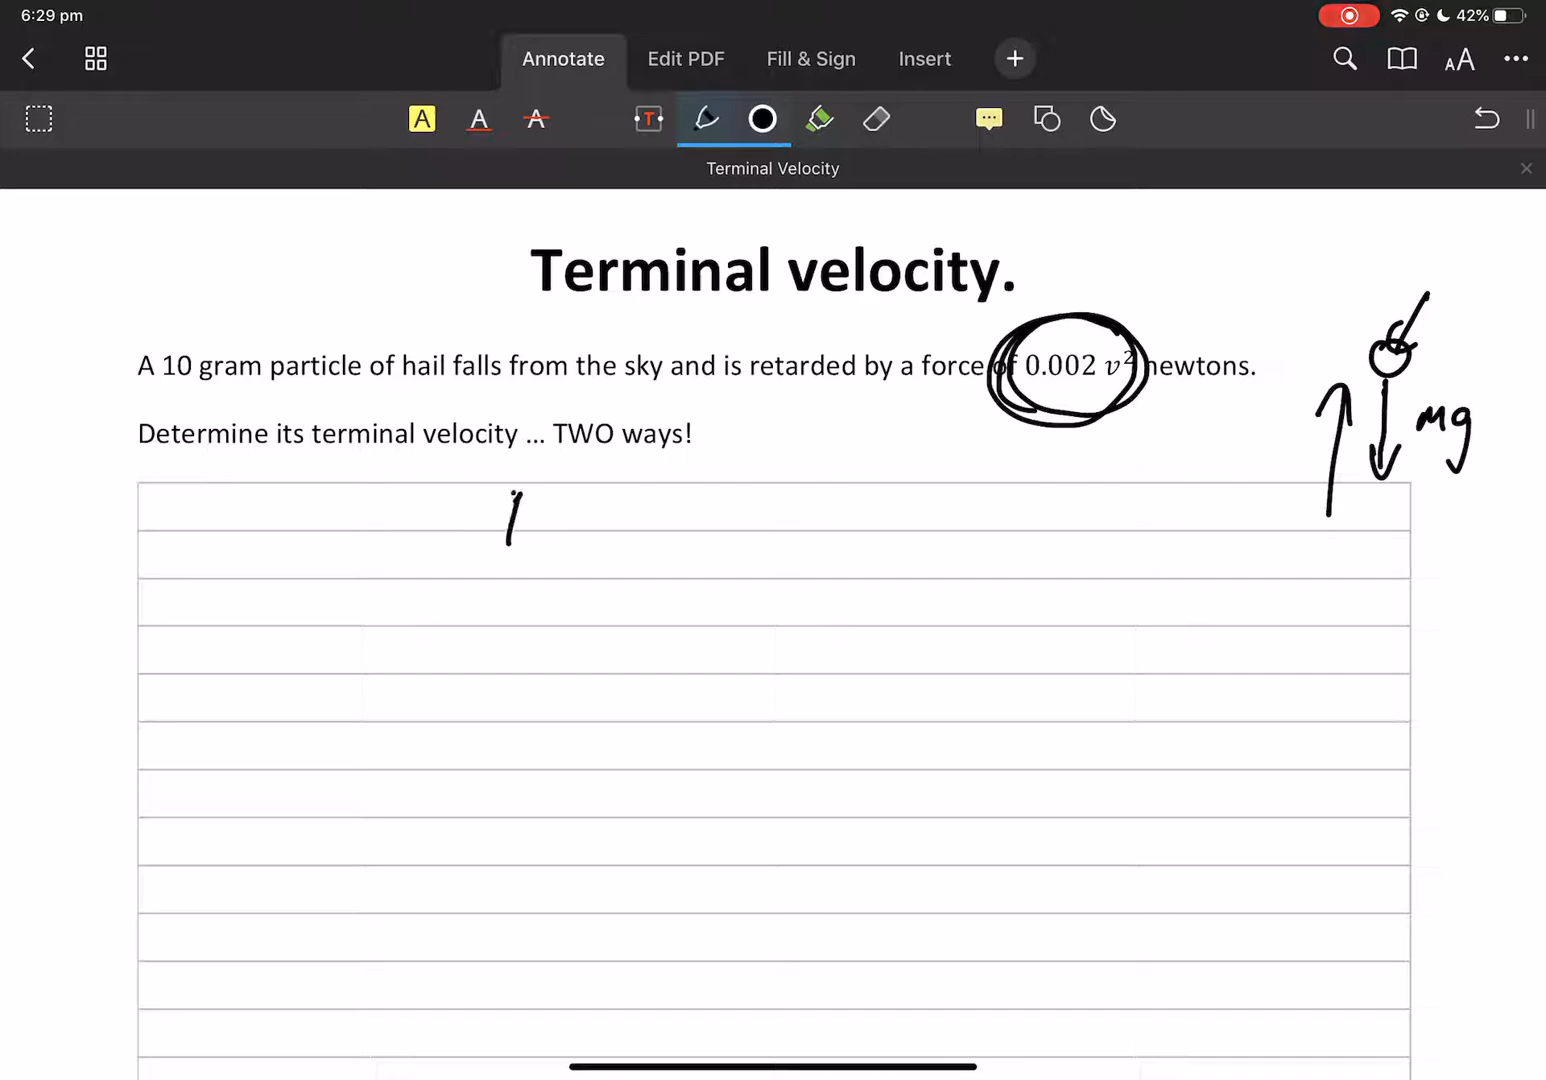 6:29 pm
42%
Annotate Edit PDF Fill & Sign Insert
AA
A A A T
Terminal Velocity
Terminal velocity.
A 10 gram particle of hail falls from the sky and is retarded by a force of 0.002 v² newtons.
mg
Determine its terminal velocity ... TWO ways!